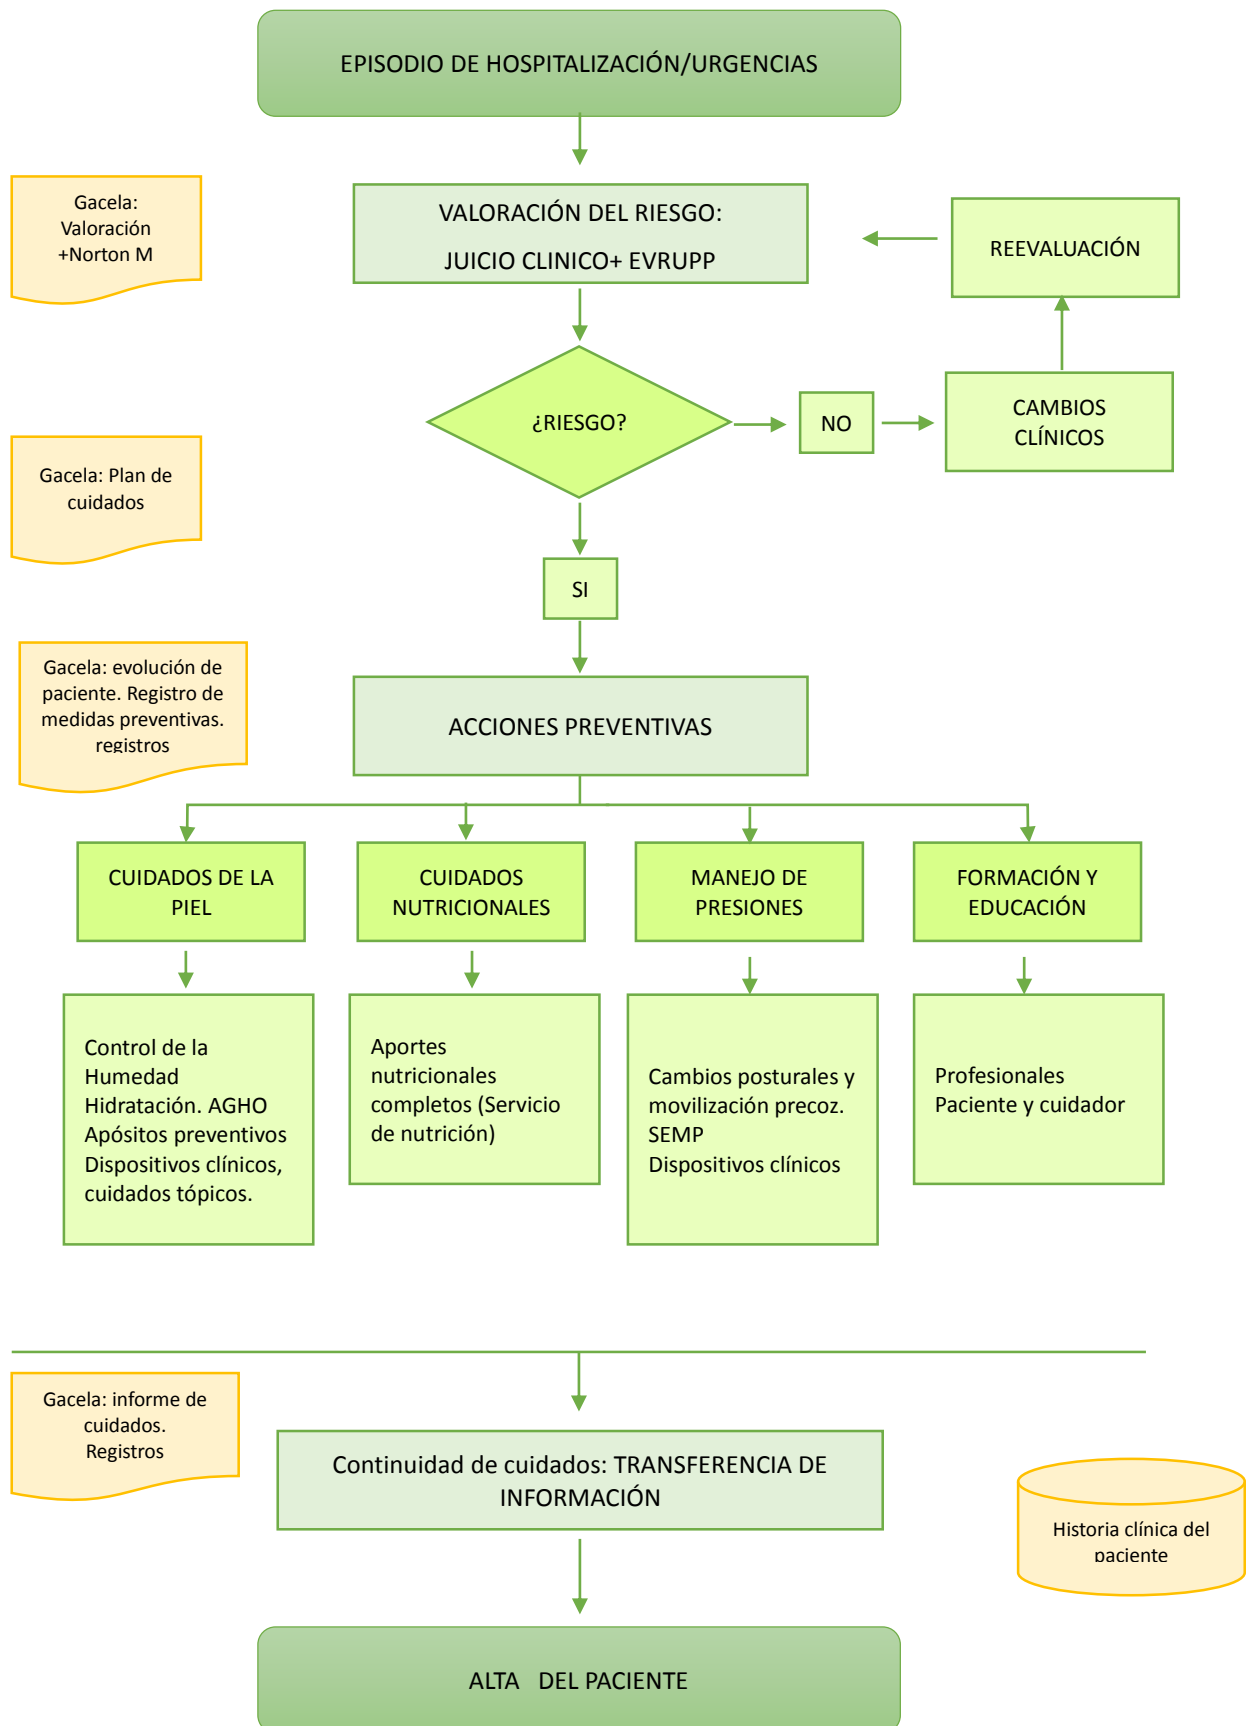 EPISODIO DE HOSPITALIZACIÓN/URGENCIAS
Gacela:
Valoración
+Norton M
VALORACIÓN DEL RIESGO:
JUICIO CLINICO+ EVRUPP
REEVALUACIÓN
¿RIESGO?
NO
CAMBIOS
CLÍNICOS
Gacela: Plan de
cuidados
SI
Gacela: evolución de
paciente. Registro de
medidas preventivas.
registros
ACCIONES PREVENTIVAS
CUIDADOS DE LA
PIEL
CUIDADOS
NUTRICIONALES
MANEJO DE
PRESIONES
FORMACIÓN Y
EDUCACIÓN
Control de la
Humedad
Hidratación. AGHO
Apósitos preventivos
Dispositivos clínicos,
cuidados tópicos.
Aportes
nutricionales
completos (Servicio
de nutrición)
Cambios posturales y
movilización precoz.
SEMP
Dispositivos clínicos
Profesionales
Paciente y cuidador
Gacela: informe de
cuidados.
Registros
Continuidad de cuidados: TRANSFERENCIA DE
INFORMACIÓN
Historia clínica del
paciente
ALTA DEL PACIENTE